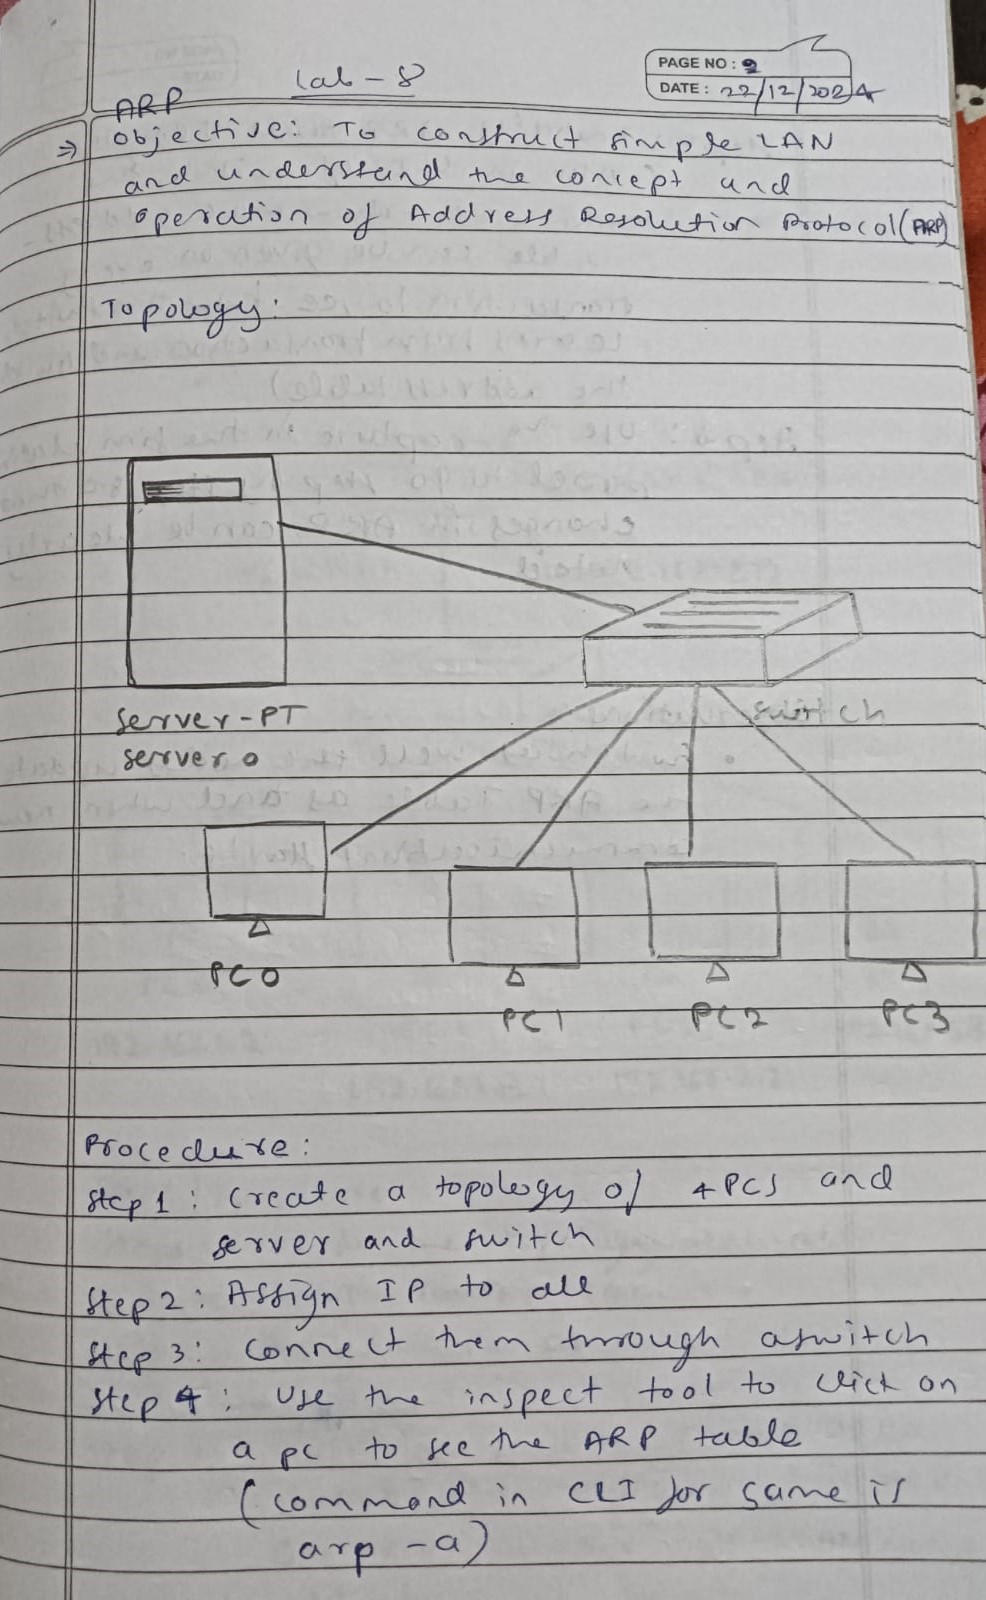 Lab - 8
PAGE NO :
DATE : 22/12/2024
ARP
⇒ Objective: To construct simple LAN
and understand the concept and
operation of Address Resolution Protocol (ARP)
Topology:
switch
Server-PT
server 0
PC0
PC1
PC2
PC3
Procedure:
Step 1: Create a topology of 4 PCs and
server and switch
Step 2: Assign IP to all
Step 3: Connect them through a switch
Step 4: Use the inspect tool to click on
a pc to see the ARP table
(command in CLI for same is
arp -a)